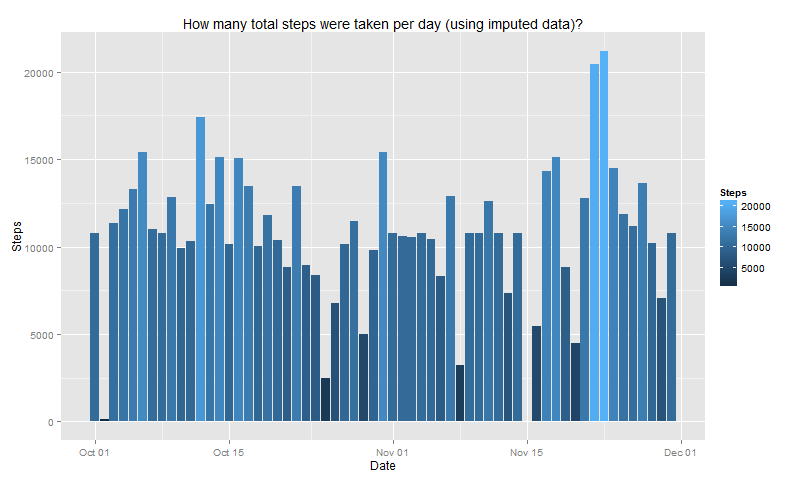 How many total steps were taken per day (using imputed data)?
20000
15000
10000
5000
0
Steps
Oct 01
Oct 15
Nov 01
Nov 15
Dec 01
Date
Steps
20000
15000
10000
5000